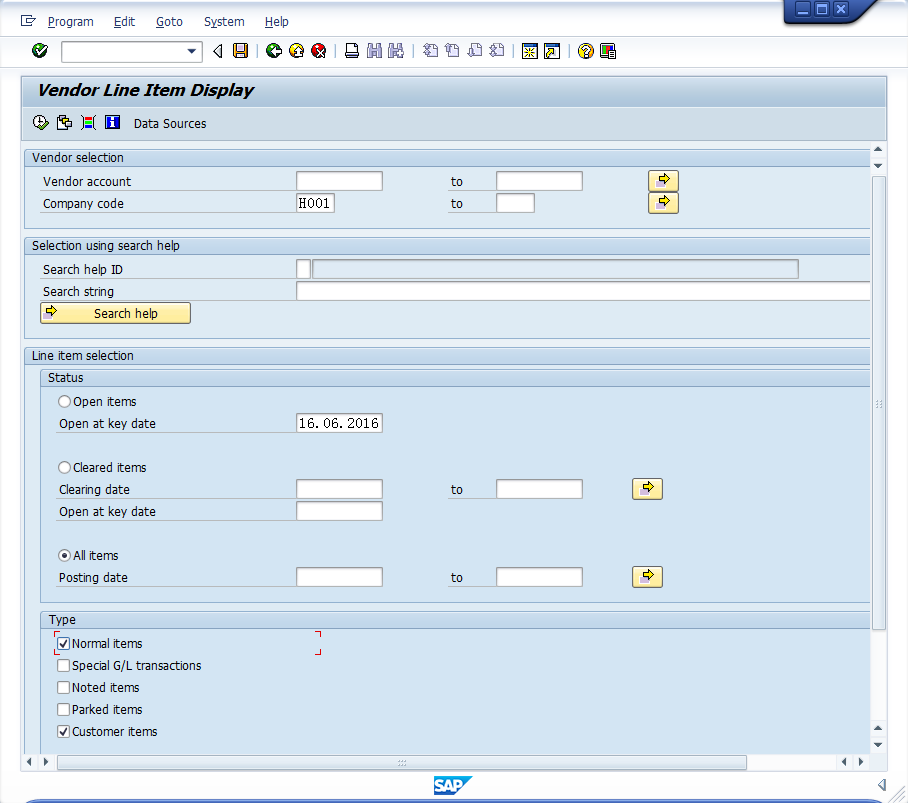 Program Edit Goto System Help
Vendor Line Item Display
Data Sources
Vendor selection
Vendor account to
Company code H001 to
Selection using search help
Search help ID
Search string
Search help
Line item selection
Status
Open items
Open at key date 16.06.2016
Cleared items
Clearing date to
Open at key date
All items
Posting date to
Type
Normal items
Special G/L transactions
Noted items
Parked items
Customer items
SAP